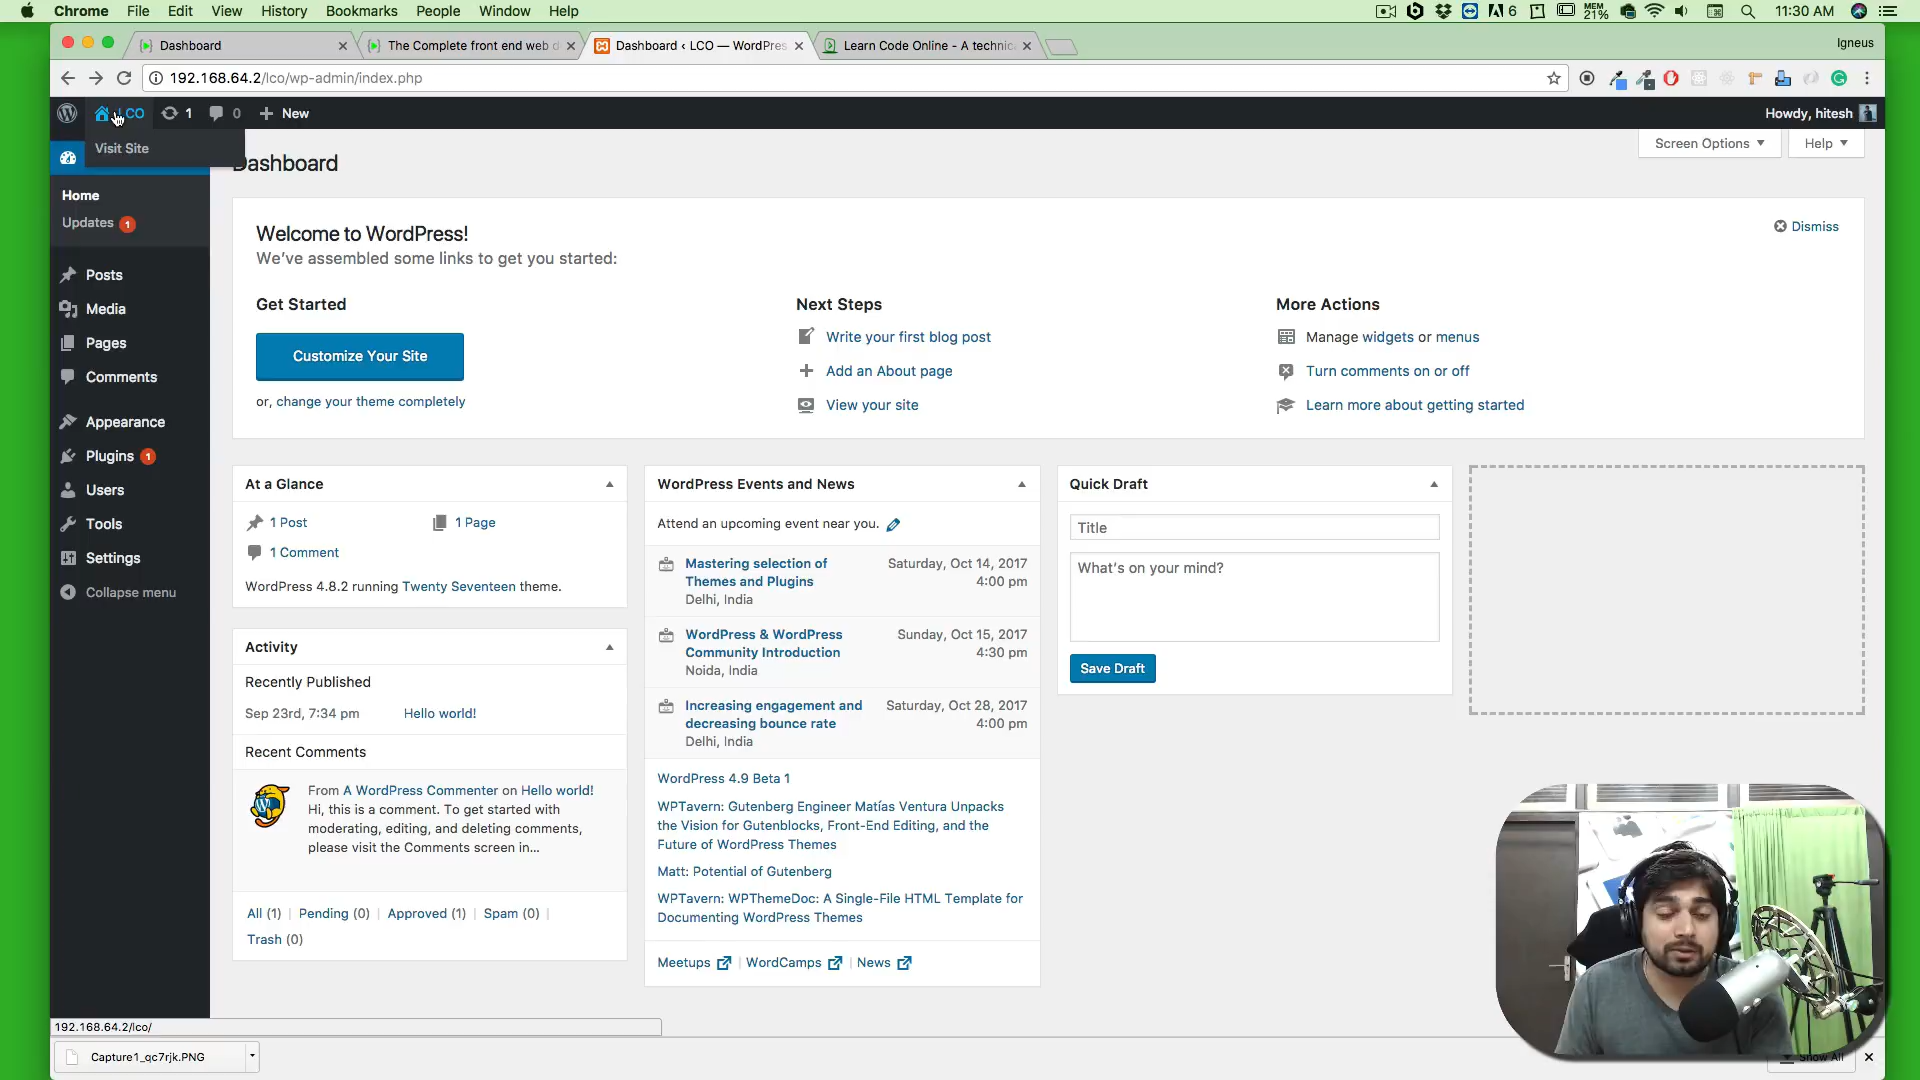 Chrome File Edit View History Bookmarks People Window Help
6 MEM 21% 11:30 AM
Dashboard
The Complete front end web d
Dashboard ‹ LCO — WordPres
Learn Code Online - A technic
Igneus
192.168.64.2/lco/wp-admin/index.php
LCO 1 0 New
Howdy, hitesh
Visit Site
Dashboard
Screen Options
Help
Home
Updates 1
Posts
Media
Pages
Comments
Appearance
Plugins 1
Users
Tools
Settings
Collapse menu
Welcome to WordPress!
We've assembled some links to get you started:
Dismiss
Get Started
Customize Your Site
or, change your theme completely
Next Steps
Write your first blog post
Add an About page
View your site
More Actions
Manage widgets or menus
Turn comments on or off
Learn more about getting started
At a Glance
1 Post
1 Page
1 Comment
WordPress 4.8.2 running Twenty Seventeen theme.
Activity
Recently Published
Sep 23rd, 7:34 pm Hello world!
Recent Comments
From A WordPress Commenter on Hello world!
Hi, this is a comment. To get started with
moderating, editing, and deleting comments,
please visit the Comments screen in…
All (1) | Pending (0) | Approved (1) | Spam (0) |
Trash (0)
WordPress Events and News
Attend an upcoming event near you.
Mastering selection of
Themes and Plugins
Delhi, India
Saturday, Oct 14, 2017
4:00 pm
WordPress & WordPress
Community Introduction
Noida, India
Sunday, Oct 15, 2017
4:30 pm
Increasing engagement and
decreasing bounce rate
Delhi, India
Saturday, Oct 28, 2017
4:00 pm
WordPress 4.9 Beta 1
WPTavern: Gutenberg Engineer Matías Ventura Unpacks
the Vision for Gutenblocks, Front-End Editing, and the
Future of WordPress Themes
Matt: Potential of Gutenberg
WPTavern: WPThemeDoc: A Single-File HTML Template for
Documenting WordPress Themes
Meetups | WordCamps | News
Quick Draft
Title
What's on your mind?
Save Draft
192.168.64.2/lco/
Capture1_qc7rjk.PNG
Show All